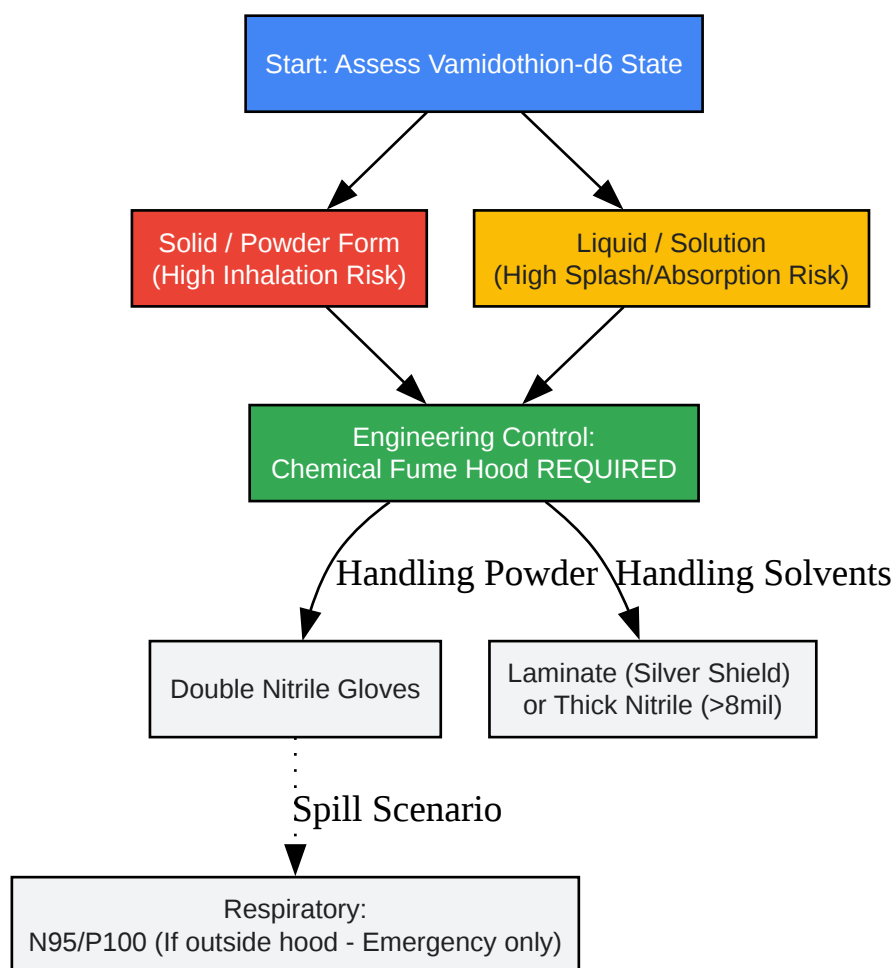 Start: Assess Vamidothion-d6 State
Solid / Powder Form
(High Inhalation Risk)
Liquid / Solution
(High Splash/Absorption Risk)
Engineering Control:
Chemical Fume Hood REQUIRED
Handling Powder
Handling Solvents
Double Nitrile Gloves
Laminate (Silver Shield)
or Thick Nitrile (>8mil)
Spill Scenario
Respiratory:
N95/P100 (If outside hood - Emergency only)